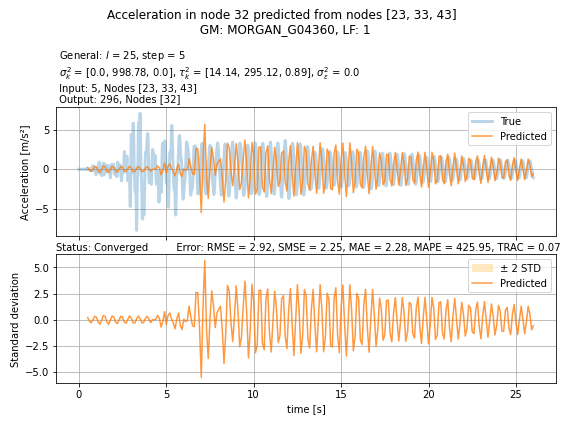 Acceleration in node 32 predicted from nodes [23, 33, 43]
GM: MORGAN_G04360, LF: 1
General: l = 25, step = 5
σ²ₖ = [0.0, 998.78, 0.0], τ²ₖ = [14.14, 295.12, 0.89], σ²_ε = 0.0
Input: 5, Nodes [23, 33, 43]
Output: 296, Nodes [32]
Acceleration [m/s²]
5
0
−5
True
Predicted
Status: Converged
Error: RMSE = 2.92, SMSE = 2.25, MAE = 2.28, MAPE = 425.95, TRAC = 0.07
Standard deviation
5.0
2.5
0.0
−2.5
−5.0
± 2 STD
Predicted
0 5 10 15 20 25
time [s]